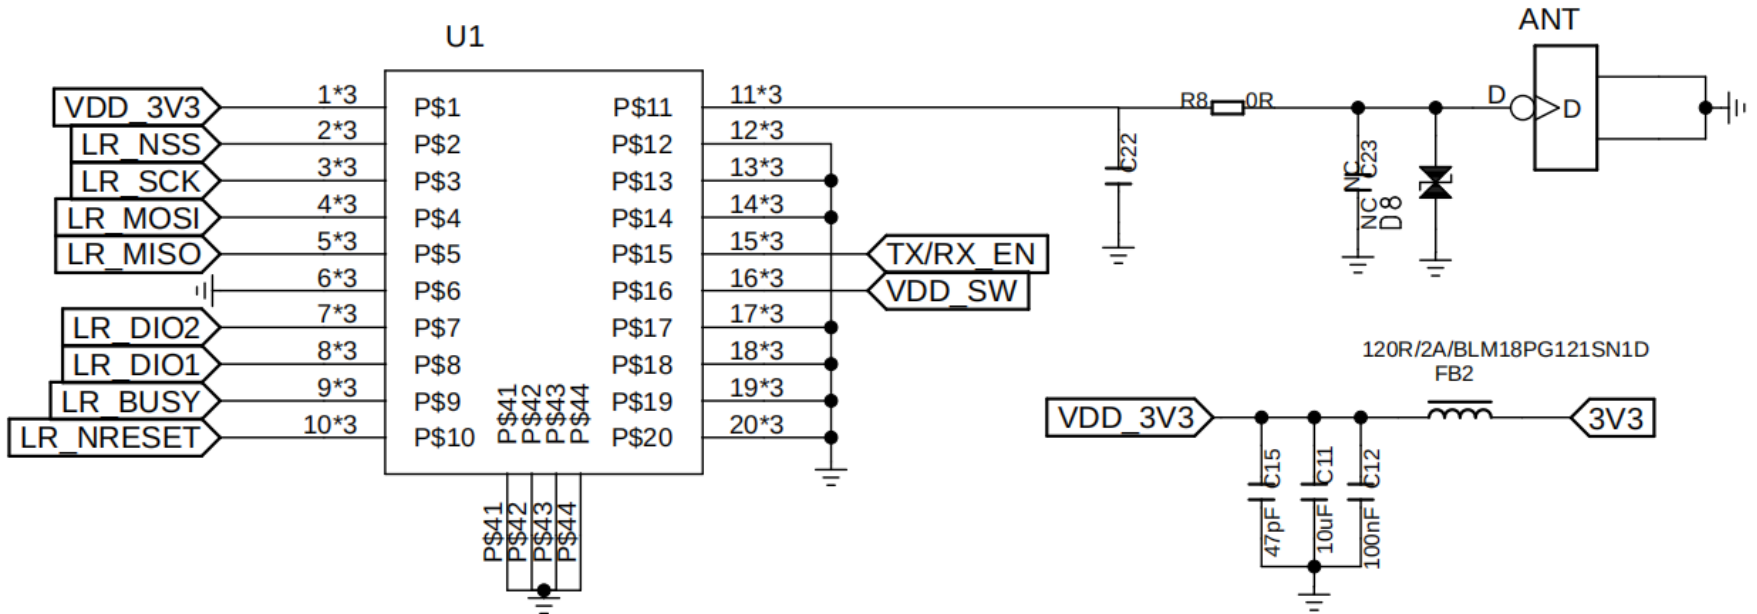 U1
ANT
VDD_3V3 1*3 P$1 P$11 11*3 R8 0R D D
LR_NSS 2*3 P$2 P$12 12*3
LR_SCK 3*3 P$3 P$13 13*3
LR_MOSI 4*3 P$4 P$14 14*3
LR_MISO 5*3 P$5 P$15 15*3 TX/RX_EN
6*3 P$6 P$16 16*3 VDD_SW
LR_DIO2 7*3 P$7 P$17 17*3
LR_DIO1 8*3 P$8 P$18 18*3
LR_BUSY 9*3 P$9 P$19 19*3
LR_NRESET 10*3 P$10 P$20 20*3
P$41
P$42
P$43
P$44
P$41
P$42
P$43
P$44
C22
NC
C23
NC
D8
120R/2A/BLM18PG121SN1D
FB2
VDD_3V3 3V3
C15
C11
C12
47pF
10uF
100nF